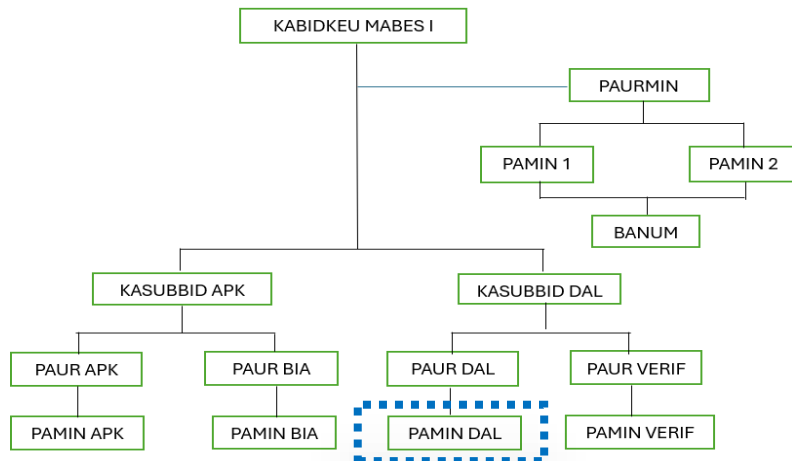 KABIDKEU MABES I
PAURMIN
PAMIN 1
PAMIN 2
BANUM
KASUBBID APK
KASUBBID DAL
PAUR APK
PAUR BIA
PAUR DAL
PAUR VERIF
PAMIN APK
PAMIN BIA
PAMIN DAL
PAMIN VERIF